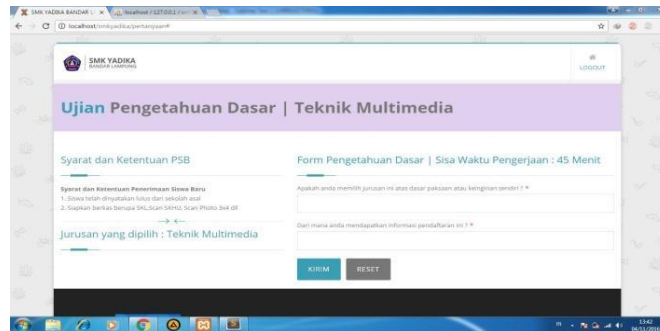 SMK YADIKA BANDAR L
localhost / 127.0.0.1 /
localhost/smkyadika/pertanyaan#
SMK YADIKA
BANDAR LAMPUNG
LOGOUT
Ujian Pengetahuan Dasar | Teknik Multimedia
Syarat dan Ketentuan PSB
Syarat dan Ketentuan Penerimaan Siswa Baru
1. Siswa telah dinyatakan lulus dari sekolah asal
2. Siapkan berkas berupa SKL,Scan SKHU, Scan Photo 3x4 dll
Jurusan yang dipilih : Teknik Multimedia
Form Pengetahuan Dasar | Sisa Waktu Pengerjaan : 45 Menit
Apakah anda memilih jurusan ini atas dasar paksaan atau keinginan sendiri ? *
Dari mana anda mendapatkan informasi pendaftaran ini ? *
KIRIM
RESET
IN
13:42
04/11/2016